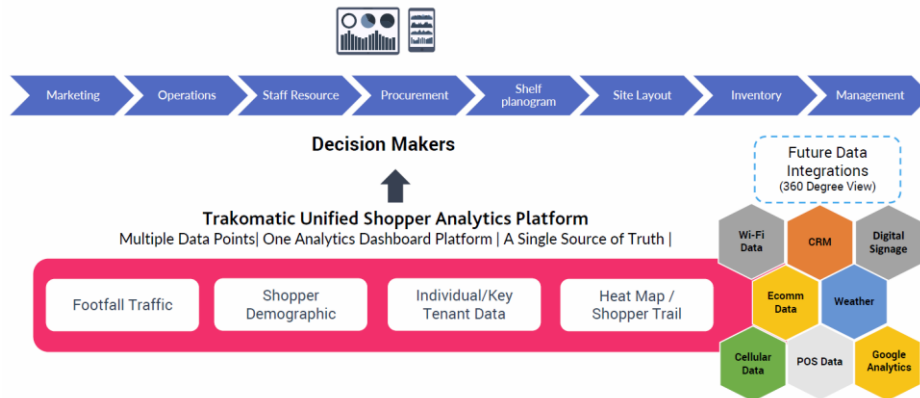 Marketing
Operations
Staff Resource
Procurement
Shelf
planogram
Site Layout
Inventory
Management
Decision Makers
Future Data
Integrations
(360 Degree View)
Trakomatic Unified Shopper Analytics Platform
Multiple Data Points| One Analytics Dashboard Platform | A Single Source of Truth |
Footfall Traffic
Shopper
Demographic
Individual/Key
Tenant Data
Heat Map /
Shopper Trail
Wi-Fi
Data
CRM
Digital
Signage
Ecomm
Data
Weather
Cellular
Data
POS Data
Google
Analytics